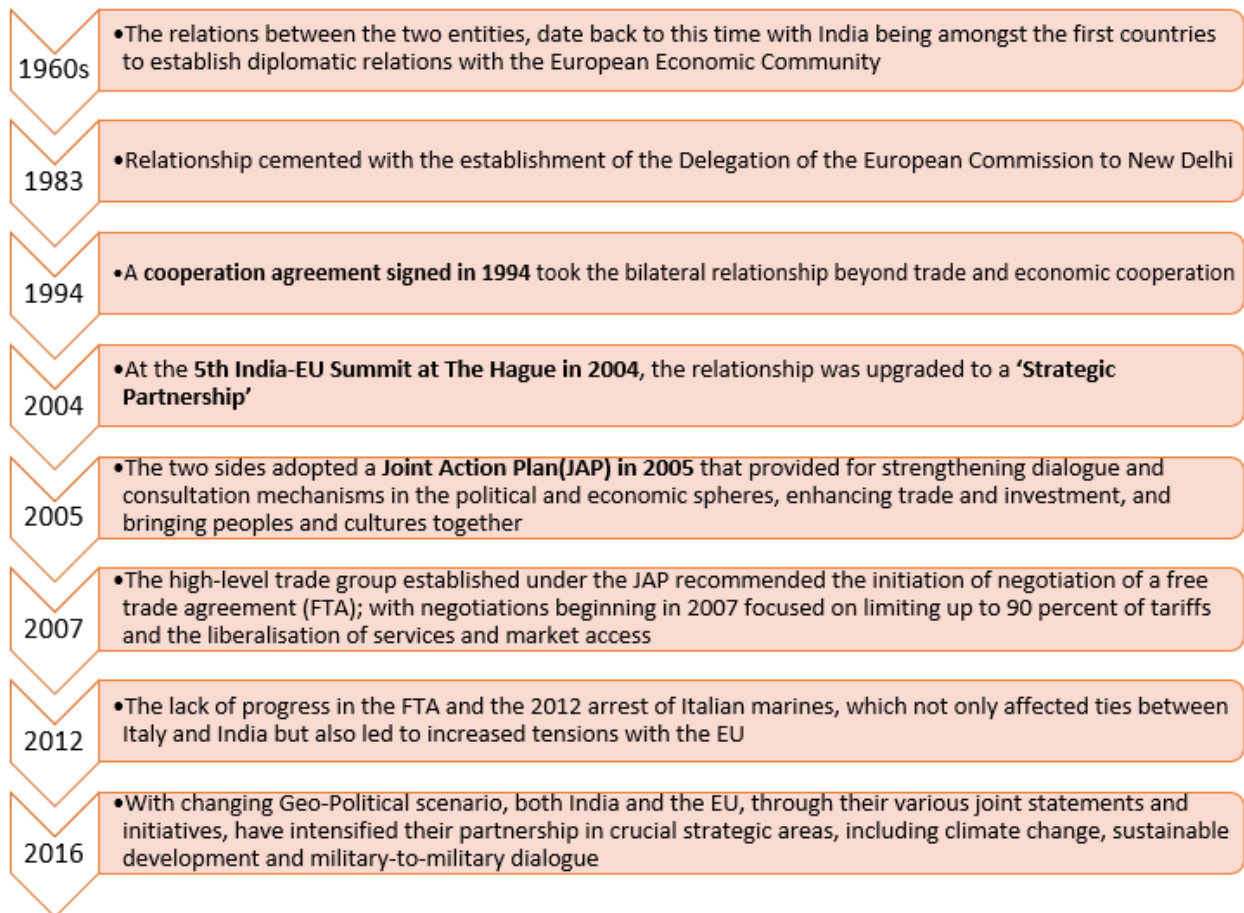 1960s
•The relations between the two entities, date back to this time with India being amongst the first countries
to establish diplomatic relations with the European Economic Community
1983
•Relationship cemented with the establishment of the Delegation of the European Commission to New Delhi
1994
•A cooperation agreement signed in 1994 took the bilateral relationship beyond trade and economic cooperation
2004
•At the 5th India-EU Summit at The Hague in 2004, the relationship was upgraded to a ‘Strategic
Partnership’
2005
•The two sides adopted a Joint Action Plan(JAP) in 2005 that provided for strengthening dialogue and
consultation mechanisms in the political and economic spheres, enhancing trade and investment, and
bringing peoples and cultures together
2007
•The high-level trade group established under the JAP recommended the initiation of negotiation of a free
trade agreement (FTA); with negotiations beginning in 2007 focused on limiting up to 90 percent of tariffs
and the liberalisation of services and market access
2012
•The lack of progress in the FTA and the 2012 arrest of Italian marines, which not only affected ties between
Italy and India but also led to increased tensions with the EU
2016
•With changing Geo-Political scenario, both India and the EU, through their various joint statements and
initiatives, have intensified their partnership in crucial strategic areas, including climate change, sustainable
development and military-to-military dialogue